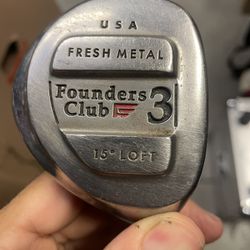 USA
FRESH METAL
Founders
Club 3
15° LOFT